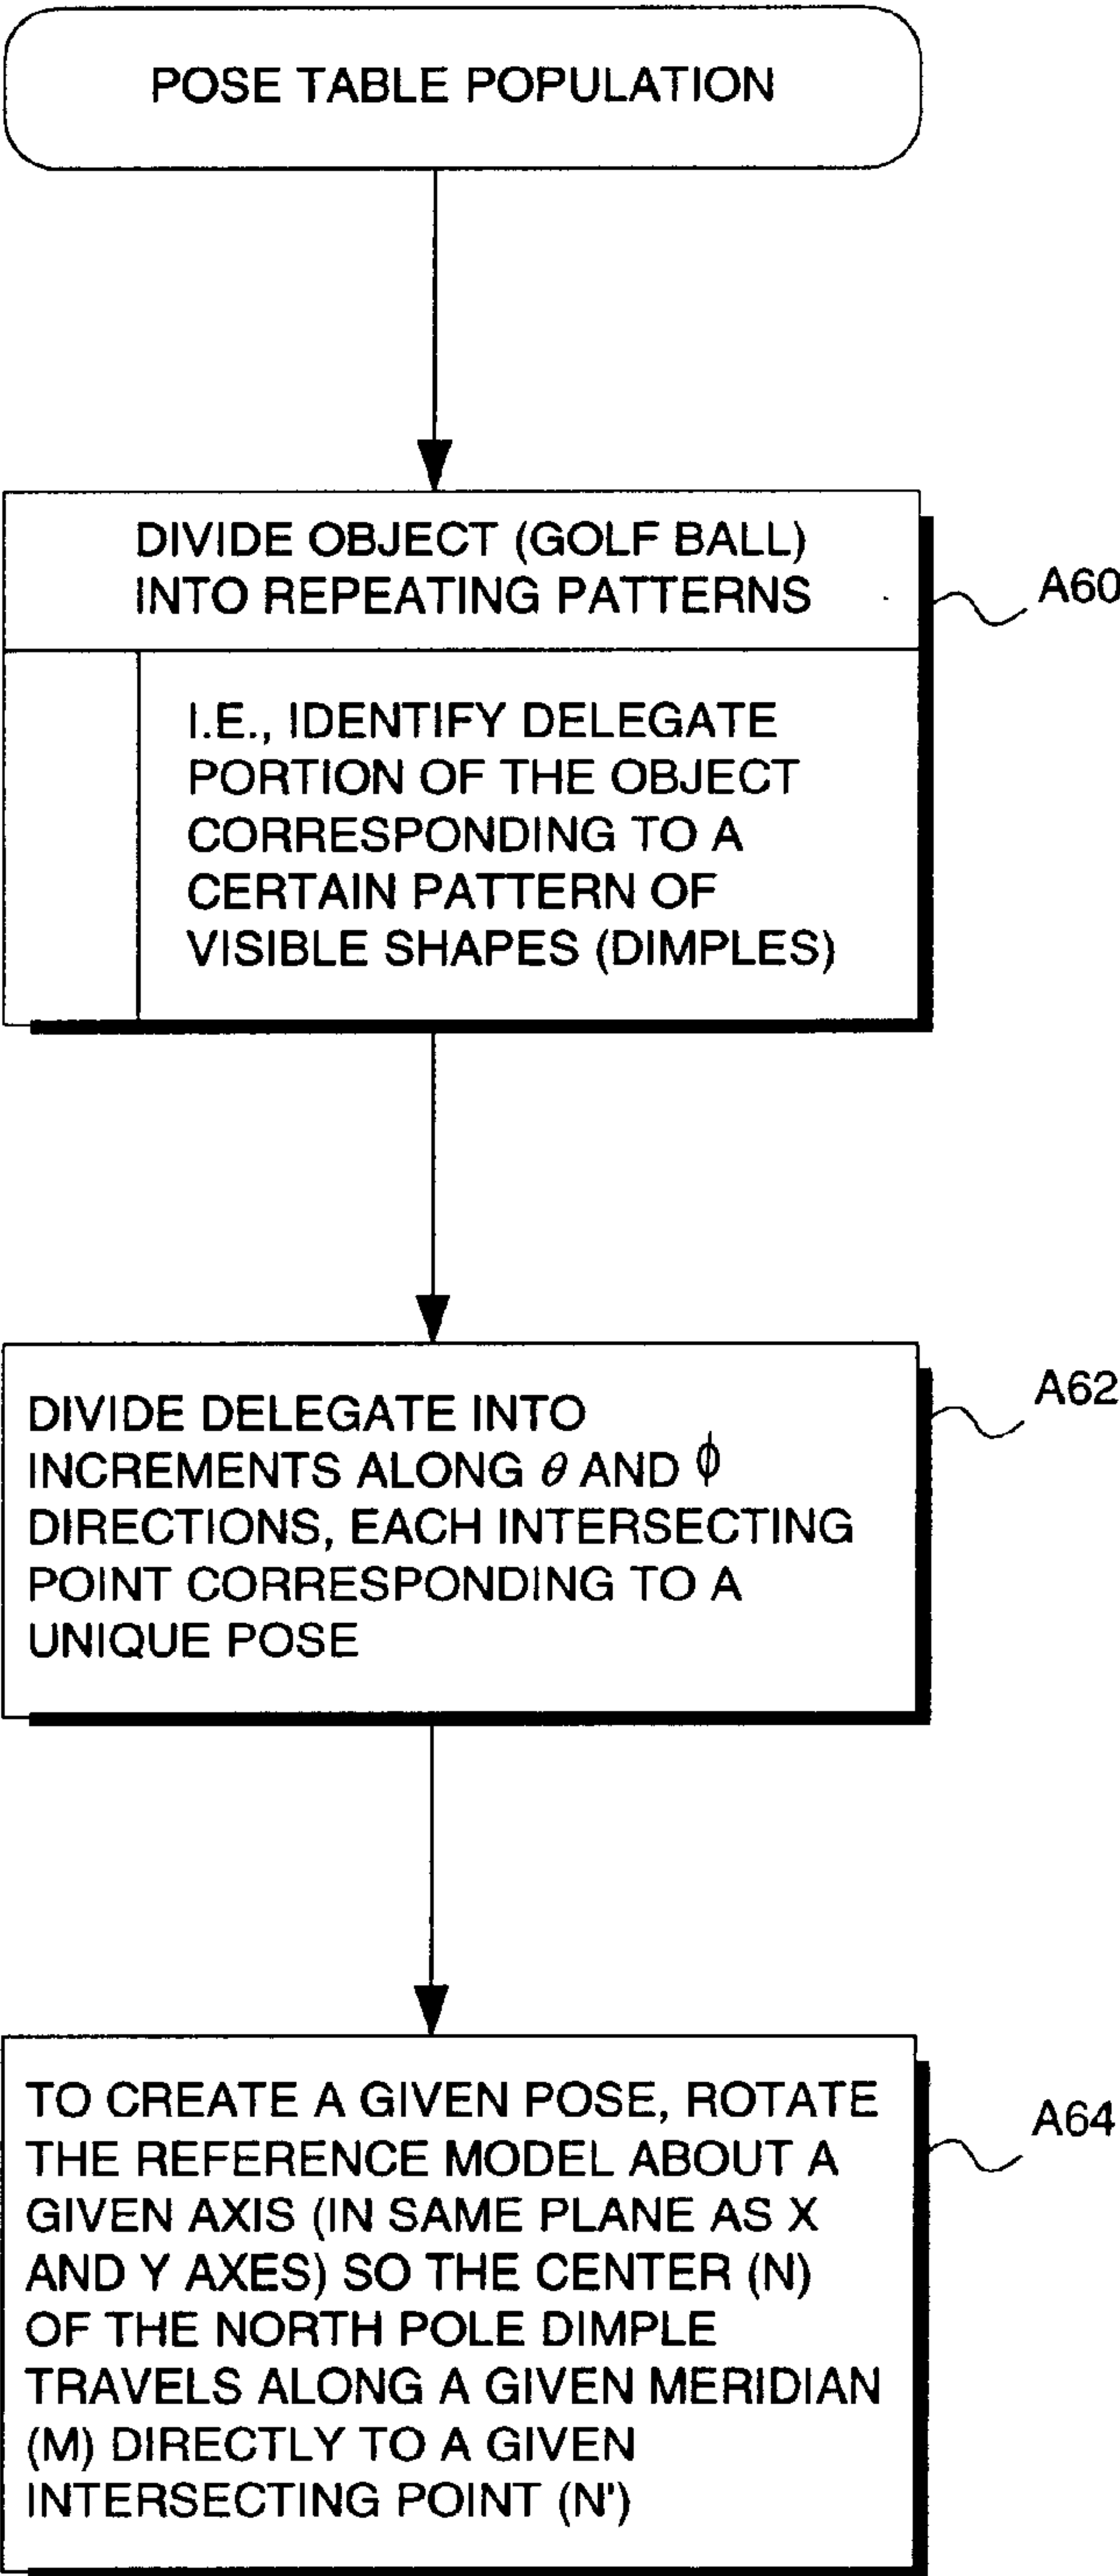 POSE TABLE POPULATION
DIVIDE OBJECT (GOLF BALL)
INTO REPEATING PATTERNS
A60
I.E., IDENTIFY DELEGATE
PORTION OF THE OBJECT
CORRESPONDING TO A
CERTAIN PATTERN OF
VISIBLE SHAPES (DIMPLES)
A62
DIVIDE DELEGATE INTO
INCREMENTS ALONG θ AND ϕ
DIRECTIONS, EACH INTERSECTING
POINT CORRESPONDING TO A
UNIQUE POSE
A64
TO CREATE A GIVEN POSE, ROTATE
THE REFERENCE MODEL ABOUT A
GIVEN AXIS (IN SAME PLANE AS X
AND Y AXES) SO THE CENTER (N)
OF THE NORTH POLE DIMPLE
TRAVELS ALONG A GIVEN MERIDIAN
(M) DIRECTLY TO A GIVEN
INTERSECTING POINT (N')